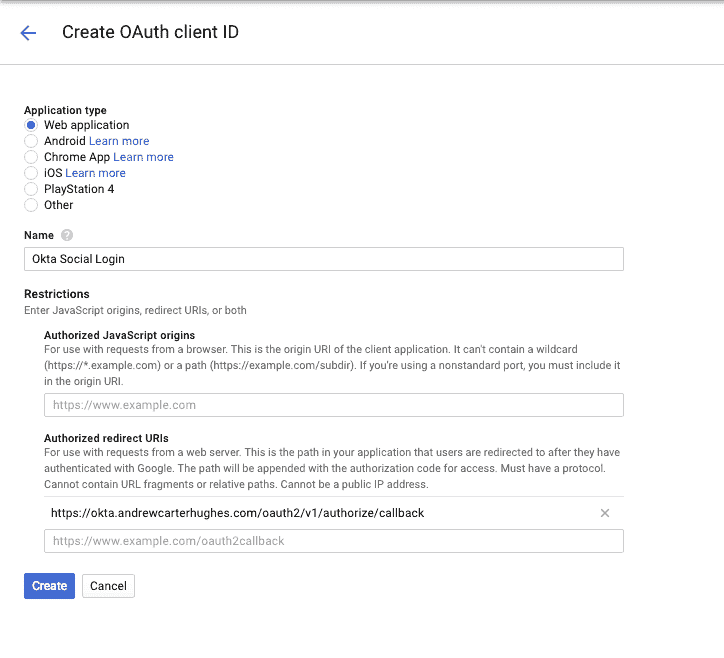 Create OAuth client ID
Application type
Web application
Android Learn more
Chrome App Learn more
iOS Learn more
PlayStation 4
Other
Name ?
Okta Social Login
Restrictions
Enter JavaScript origins, redirect URIs, or both
Authorized JavaScript origins
For use with requests from a browser. This is the origin URI of the client application. It can't contain a wildcard
(https://*.example.com) or a path (https://example.com/subdir). If you're using a nonstandard port, you must include it
in the origin URI.
https://www.example.com
Authorized redirect URIs
For use with requests from a web server. This is the path in your application that users are redirected to after they have
authenticated with Google. The path will be appended with the authorization code for access. Must have a protocol.
Cannot contain URL fragments or relative paths. Cannot be a public IP address.
https://okta.andrewcarterhughes.com/oauth2/v1/authorize/callback
https://www.example.com/oauth2callback
Create Cancel